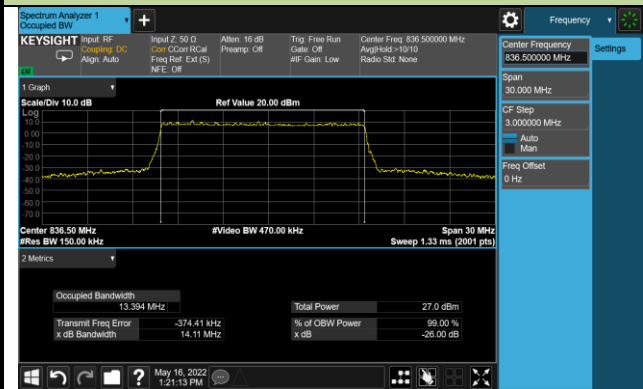 Spectrum Analyzer 1
Occupied BW
Frequency
KEYSIGHT
Input: RF
Coupling: DC
Align: Auto
Input Z: 50 Ω
Corr CCorr RCal
Freq Ref: Ext (S)
NFE: Off
Atten: 16 dB
Preamp: Off
Trig: Free Run
Gate: Off
#IF Gain: Low
Center Freq: 836.500000 MHz
Avg|Hold:>10/10
Radio Std: None
Center Frequency
836.500000 MHz
Settings
Span
30.000 MHz
CF Step
3.000000 MHz
Auto
Man
Freq Offset
0 Hz
1 Graph
Scale/Div 10.0 dB
Ref Value 20.00 dBm
Log
10.0
0.00
-10.0
-20.0
-30.0
-40.0
-50.0
-60.0
-70.0
Center 836.50 MHz
#Video BW 470.00 kHz
Span 30 MHz
#Res BW 150.00 kHz
Sweep 1.33 ms (2001 pts)
2 Metrics
Occupied Bandwidth
13.394 MHz
Total Power 27.0 dBm
Transmit Freq Error -374.41 kHz
% of OBW Power 99.00 %
x dB Bandwidth 14.11 MHz
x dB -26.00 dB
May 16, 2022
1:21:13 PM